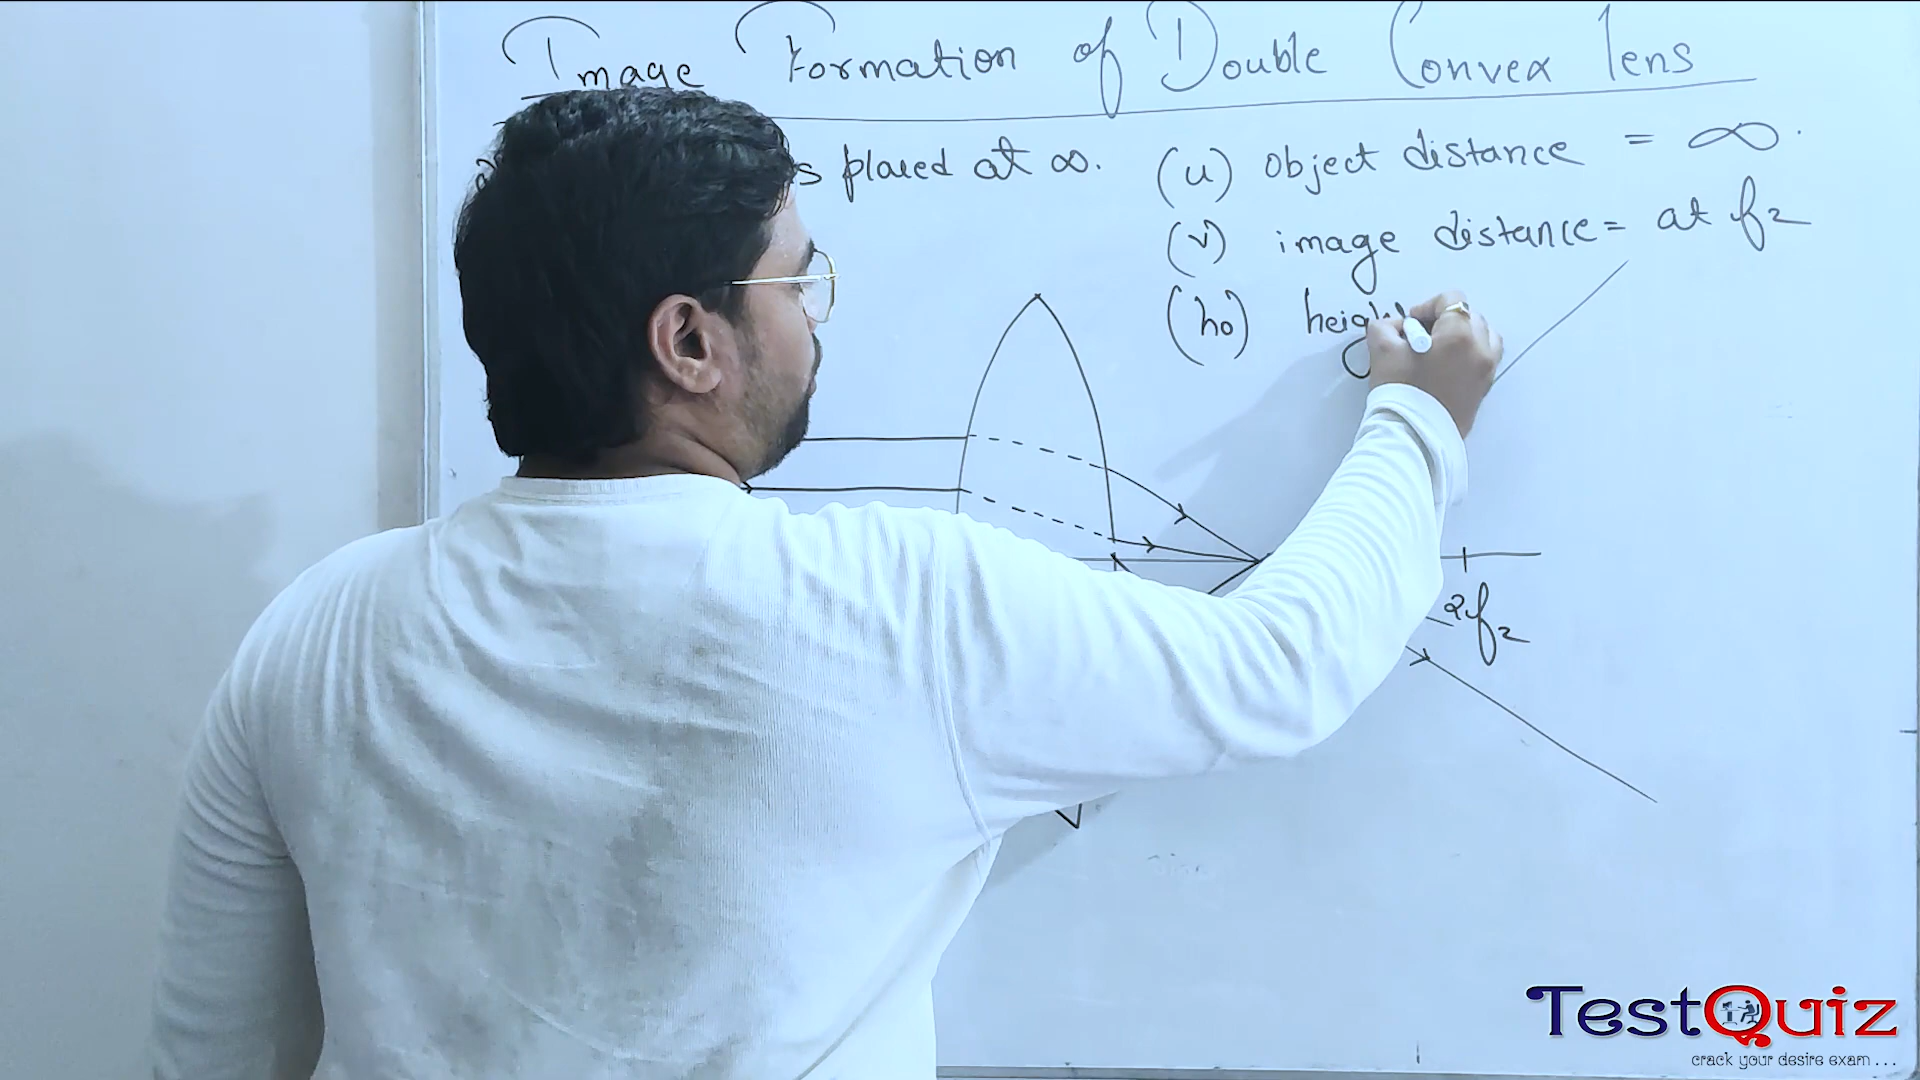 Image Formation of Double Convex lens
s placed at ∞.
(u) object distance = ∞.
(v) image distance = at f2
(ho) heigh
2f2
TestQuiz
crack your desire exam ...